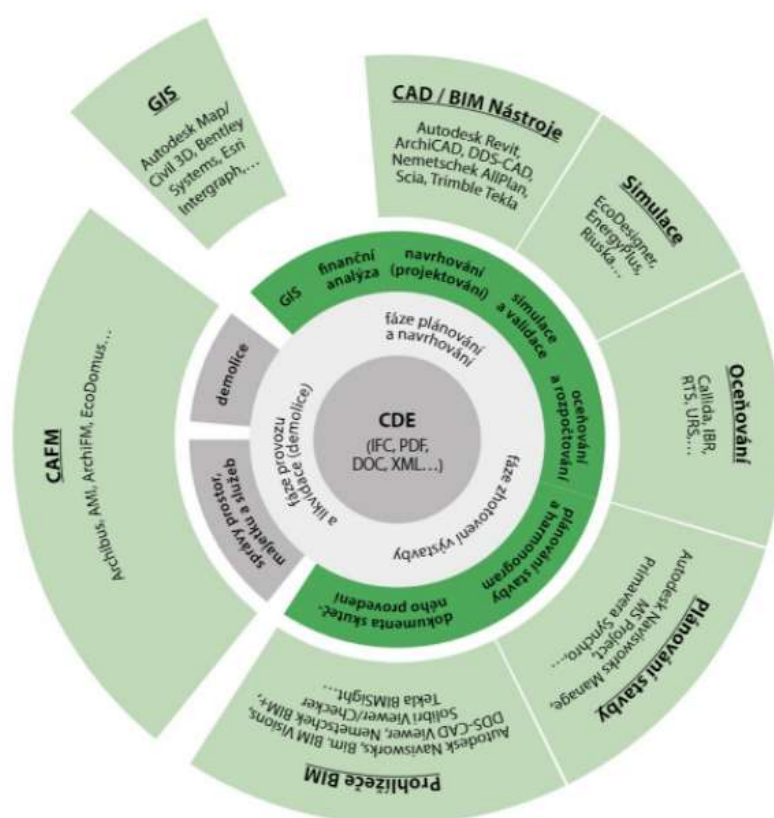 GIS
Autodesk Map/
Civil 3D, Bentley
Systems, Esri
Intergraph,...
CAD / BIM Nástroje
Autodesk Revit,
ArchiCAD, DDS-CAD,
Nemetschek AllPlan,
Scia, Trimble Tekla
Simulace
EcoDesigner,
EnergyPlus,
Riuska...
Oceňování
Callida, IBR,
RTS, URS,...
Plánování stavby
Autodesk Navisworks Manage,
MS Project,
Primavera Synchro,...
Prohlížeče BIM
Autodesk Navisworks, Bim, BIM Visions,
DDS-CAD Viewer, Nemetschek BIM+,
Solibri Viewer/Checker
Tekla BIMSight...
CAFM
Archibus, AMI, ArchiFM, EcoDomus...
GIS
finanční
analýza
navrhování
(projektování)
simulace
a validace
oceňování
a rozpočtování
plánování stavby
a harmonogram
dokumenta skuteč-
ného provedení
správy prostor,
majetku a služeb
demolice
fáze plánování
a navrhování
fáze zhotovení výstavby
fáze provozu
a likvidace (demolice)
CDE
(IFC, PDF,
DOC, XML...)